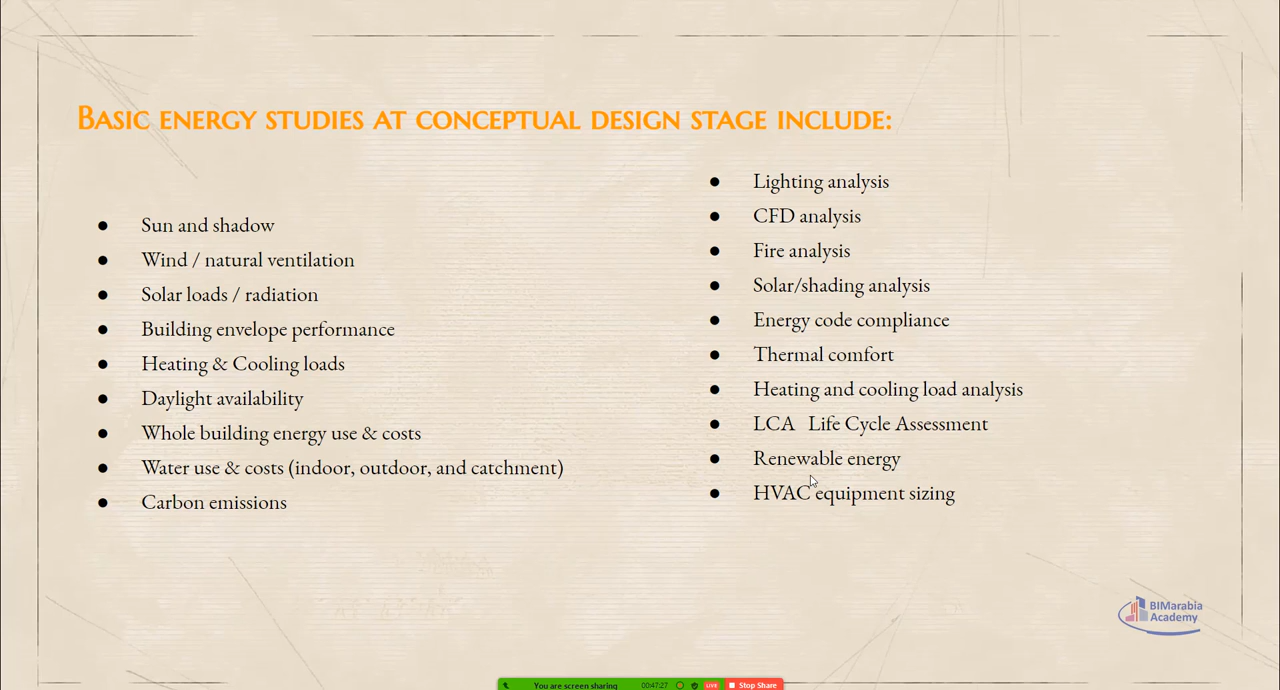 Basic energy studies at conceptual design stage include:
● Sun and shadow
● Wind / natural ventilation
● Solar loads / radiation
● Building envelope performance
● Heating & Cooling loads
● Daylight availability
● Whole building energy use & costs
● Water use & costs (indoor, outdoor, and catchment)
● Carbon emissions
● Lighting analysis
● CFD analysis
● Fire analysis
● Solar/shading analysis
● Energy code compliance
● Thermal comfort
● Heating and cooling load analysis
● LCA Life Cycle Assessment
● Renewable energy
● HVAC equipment sizing
BIMarabia
Academy
You are screen sharing 00:47:27 LIVE Stop Share